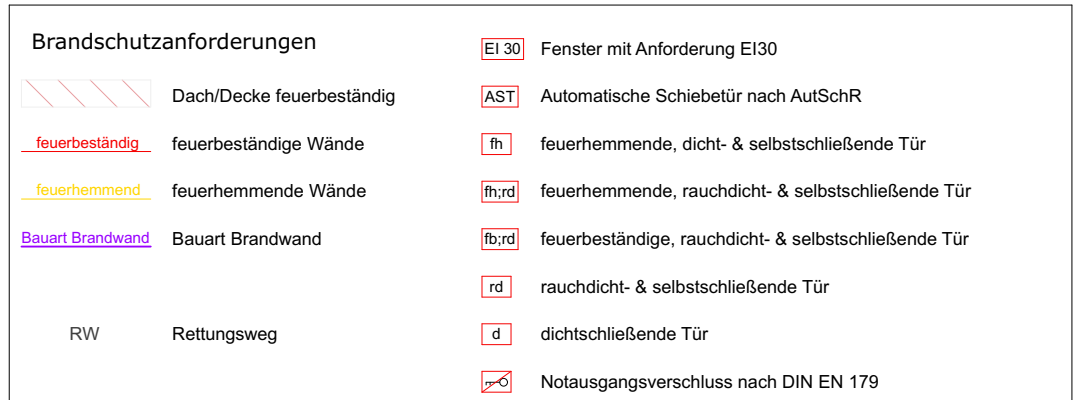 Brandschutzanforderungen
Dach/Decke feuerbeständig
feuerbeständig feuerbeständige Wände
feuerhemmend feuerhemmende Wände
Bauart Brandwand Bauart Brandwand
RW Rettungsweg
EI 30 Fenster mit Anforderung EI30
AST Automatische Schiebetür nach AutSchR
fh feuerhemmende, dicht- & selbstschließende Tür
fh;rd feuerhemmende, rauchdicht- & selbstschließende Tür
fb;rd feuerbeständige, rauchdicht- & selbstschließende Tür
rd rauchdicht- & selbstschließende Tür
d dichtschließende Tür
Notausgangsverschluss nach DIN EN 179